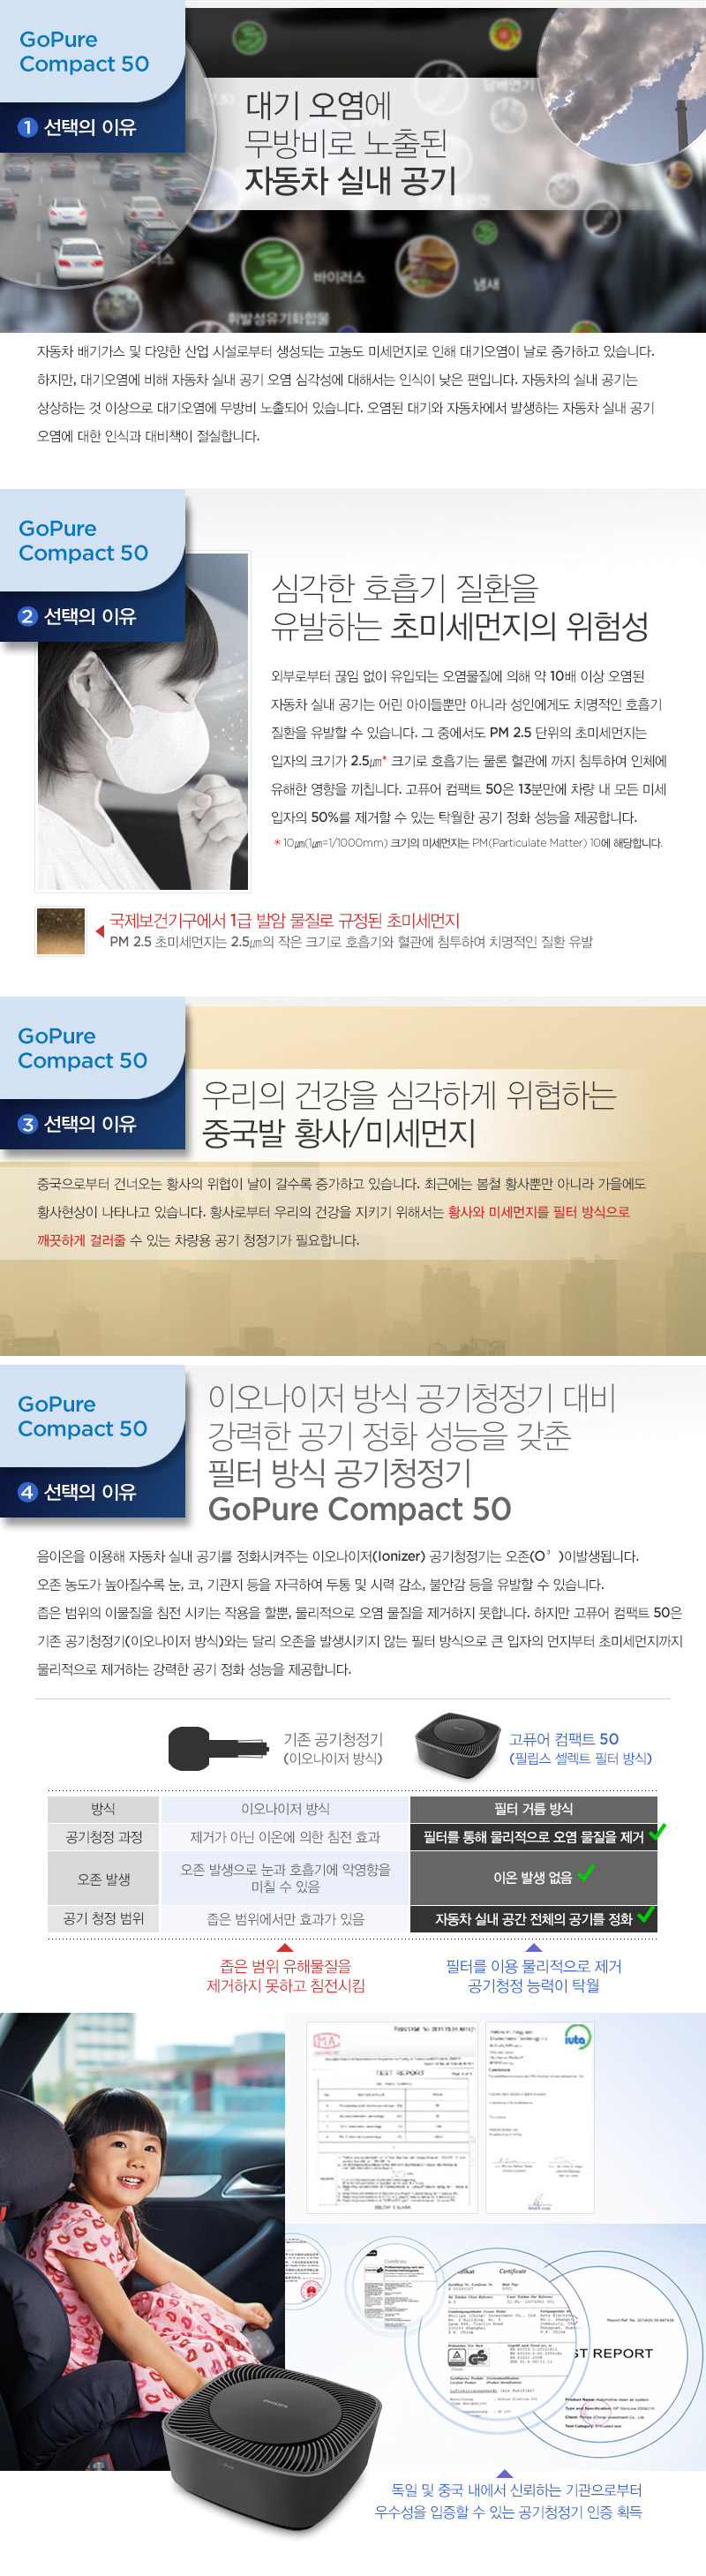 GoPure
Compact 50
1 선택의 이유
대기 오염에
무방비로 노출된
자동차 실내 공기
담배연기
바이러스
냄새
휘발성유기화합물
자동차 배기가스 및 다양한 산업 시설로부터 생성되는 고농도 미세먼지로 인해 대기오염이 날로 증가하고 있습니다.
하지만, 대기오염에 비해 자동차 실내 공기 오염 심각성에 대해서는 인식이 낮은 편입니다. 자동차의 실내 공기는
상상하는 것 이상으로 대기오염에 무방비 노출되어 있습니다. 오염된 대기와 자동차에서 발생하는 자동차 실내 공기
오염에 대한 인식과 대비책이 절실합니다.
GoPure
Compact 50
2 선택의 이유
심각한 호흡기 질환을
유발하는 초미세먼지의 위험성
외부로부터 끊임 없이 유입되는 오염물질에 의해 약 10배 이상 오염된
자동차 실내 공기는 어린 아이들뿐만 아니라 성인에게도 치명적인 호흡기
질환을 유발할 수 있습니다. 그 중에서도 PM 2.5 단위의 초미세먼지는
입자의 크기가 2.5㎛* 크기로 호흡기는 물론 혈관에 까지 침투하여 인체에
유해한 영향을 끼칩니다. 고퓨어 컴팩트 50은 13분만에 차량 내 모든 미세
입자의 50%를 제거할 수 있는 탁월한 공기 정화 성능을 제공합니다.
* 10㎛(1㎛=1/1000mm) 크기의 미세먼지는 PM(Particulate Matter) 10에 해당합니다.
국제보건기구에서 1급 발암 물질로 규정된 초미세먼지
PM 2.5 초미세먼지는 2.5㎛의 작은 크기로 호흡기와 혈관에 침투하여 치명적인 질환 유발
GoPure
Compact 50
3 선택의 이유
우리의 건강을 심각하게 위협하는
중국발 황사/미세먼지
중국으로부터 건너오는 황사의 위협이 날이 갈수록 증가하고 있습니다. 최근에는 봄철 황사뿐만 아니라 가을에도
황사현상이 나타나고 있습니다. 황사로부터 우리의 건강을 지키기 위해서는 황사와 미세먼지를 필터 방식으로
깨끗하게 걸러줄 수 있는 차량용 공기 청정기가 필요합니다.
GoPure
Compact 50
4 선택의 이유
이오나이저 방식 공기청정기 대비
강력한 공기 정화 성능을 갖춘
필터 방식 공기청정기
GoPure Compact 50
음이온을 이용해 자동차 실내 공기를 정화시켜주는 이오나이저(Ionizer) 공기청정기는 오존(O³ )이발생됩니다.
오존 농도가 높아질수록 눈, 코, 기관지 등을 자극하여 두통 및 시력 감소, 불안감 등을 유발할 수 있습니다.
좁은 범위의 이물질을 침전 시키는 작용을 할뿐, 물리적으로 오염 물질을 제거하지 못합니다. 하지만 고퓨어 컴팩트 50은
기존 공기청정기(이오나이저 방식)와는 달리 오존을 발생시키지 않는 필터 방식으로 큰 입자의 먼지부터 초미세먼지까지
물리적으로 제거하는 강력한 공기 정화 성능을 제공합니다.
기존 공기청정기
(이오나이저 방식)
고퓨어 컴팩트 50
(필립스 셀렉트 필터 방식)
방식 이오나이저 방식 필터 거름 방식
공기청정 과정 제거가 아닌 이온에 의한 침전 효과 필터를 통해 물리적으로 오염 물질을 제거
오존 발생 오존 발생으로 눈과 호흡기에 악영향을
미칠 수 있음 이온 발생 없음
공기 청정 범위 좁은 범위에서만 효과가 있음 자동차 실내 공간 전체의 공기를 정화
좁은 범위 유해물질을
제거하지 못하고 침전시킴
필터를 이용 물리적으로 제거
공기청정 능력이 탁월
MA
TEST REPORT
iuta
Certificate
Certificate
ST REPORT
PHILIPS
독일 및 중국 내에서 신뢰하는 기관으로부터
우수성을 입증할 수 있는 공기청정기 인증 획득